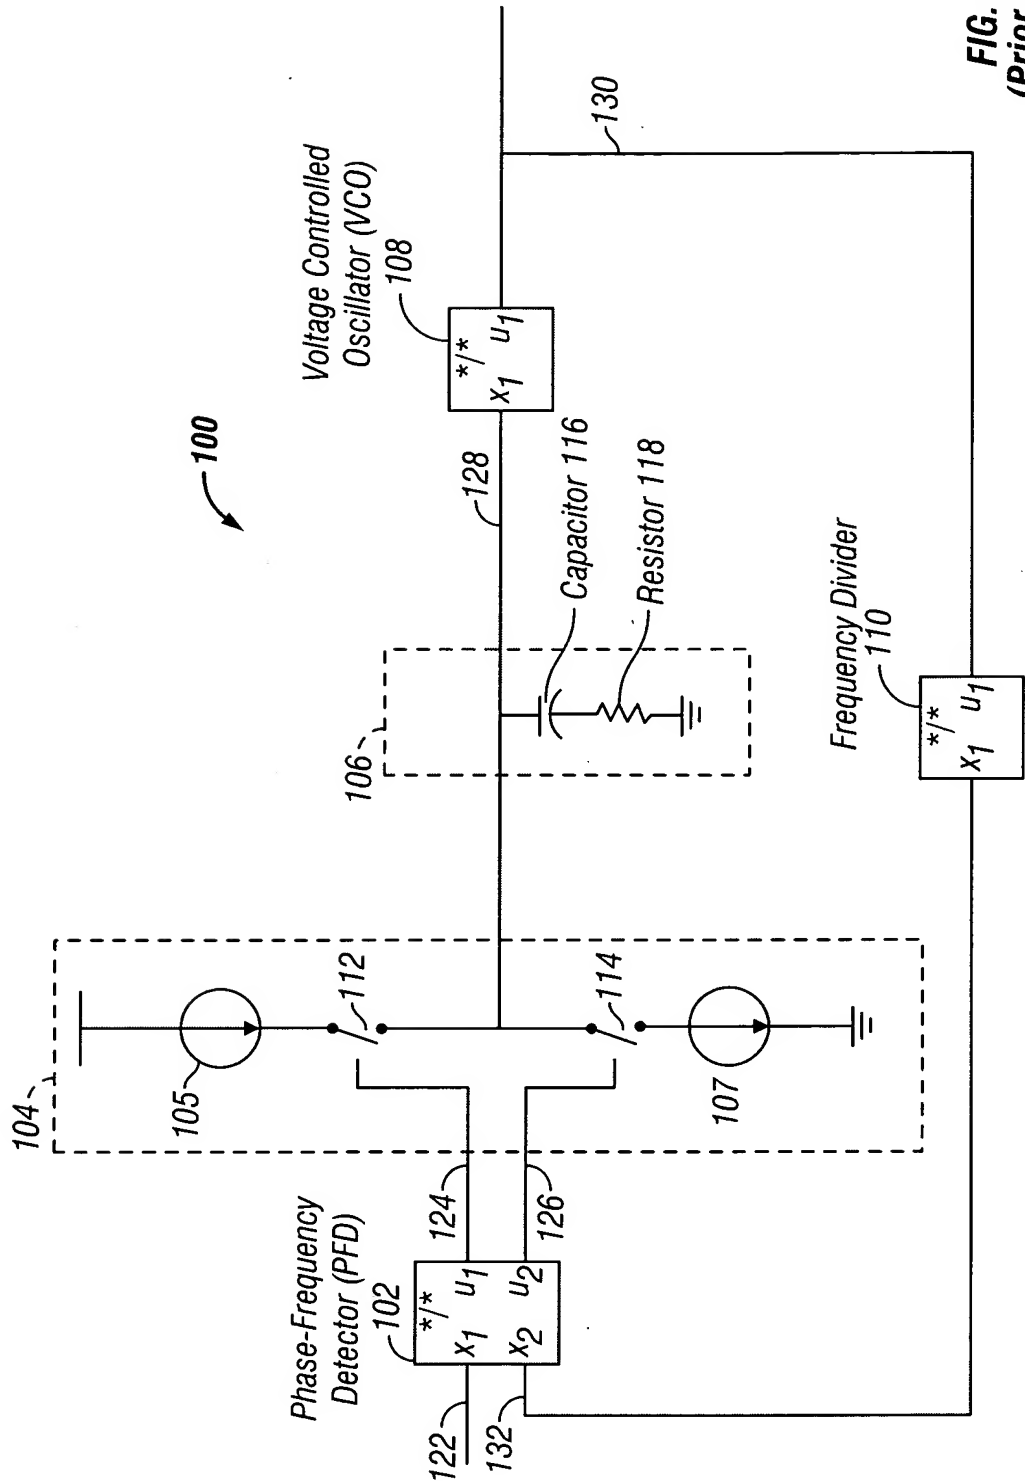 100
104
105
112
114
107
106
Capacitor 116
Resistor 118
128
Voltage Controlled
Oscillator (VCO)
108
*/*
x1 u1
130
Phase-Frequency
Detector (PFD)
102
*/*
x1 u1
x2 u2
122
132
124
126
Frequency Divider
110
*/*
x1 u1
FIG.
(Prior